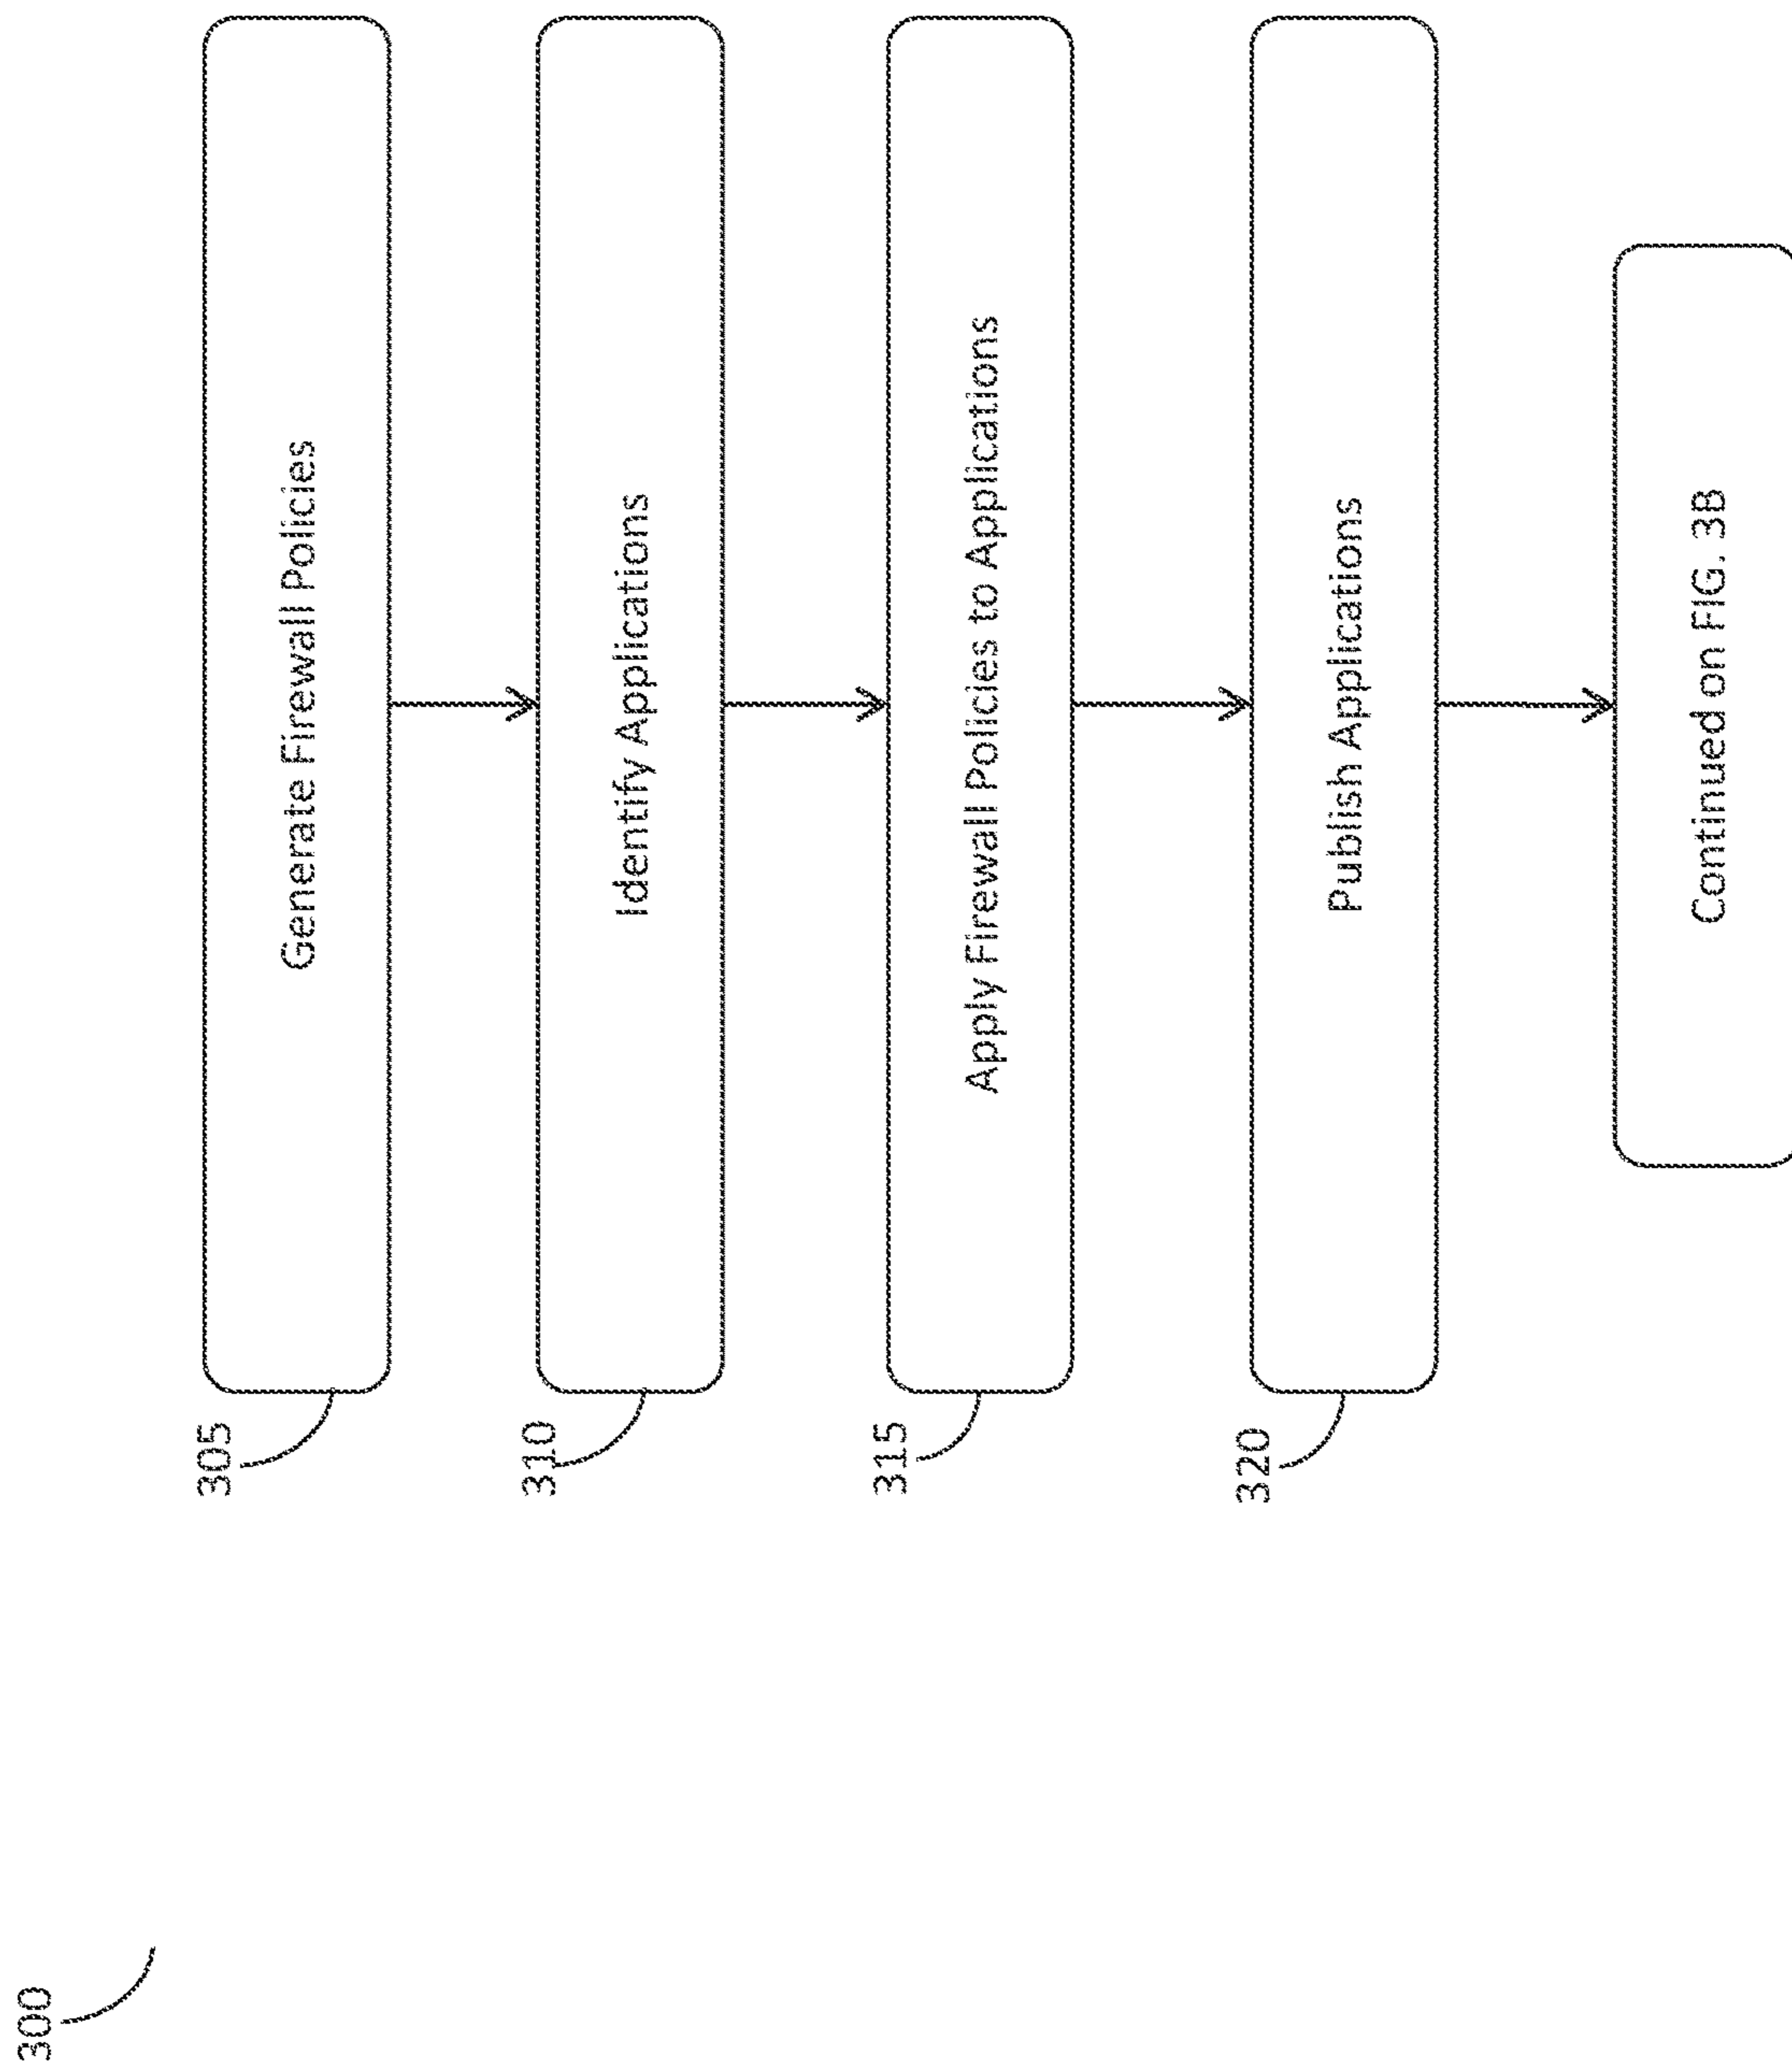 300
305
Generate Firewall Policies
310
Identify Applications
315
Apply Firewall Policies to Applications
320
Publish Applications
Continued on FIG. 3B